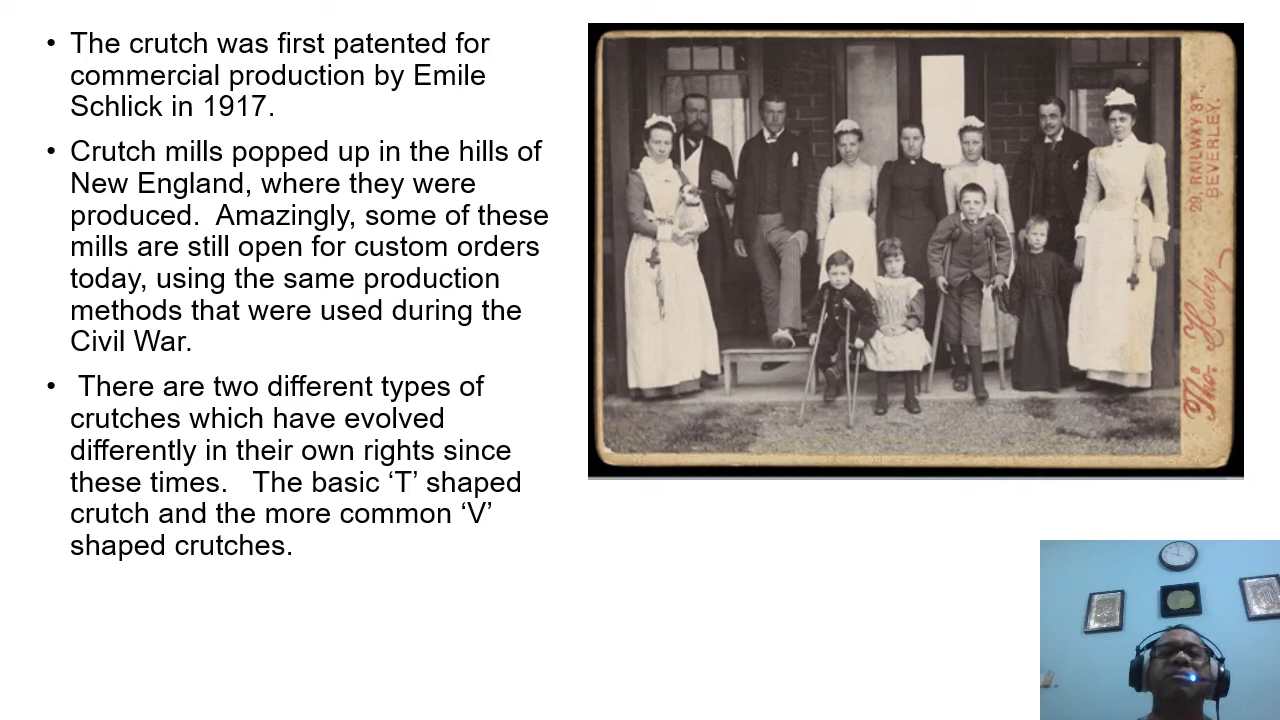 • The crutch was first patented for
commercial production by Emile
Schlick in 1917.
• Crutch mills popped up in the hills of
New England, where they were
produced.  Amazingly, some of these
mills are still open for custom orders
today, using the same production
methods that were used during the
Civil War.
• There are two different types of
crutches which have evolved
differently in their own rights since
these times.   The basic ‘T’ shaped
crutch and the more common ‘V’
shaped crutches.
29, RAILWAY ST.,
BEVERLEY.